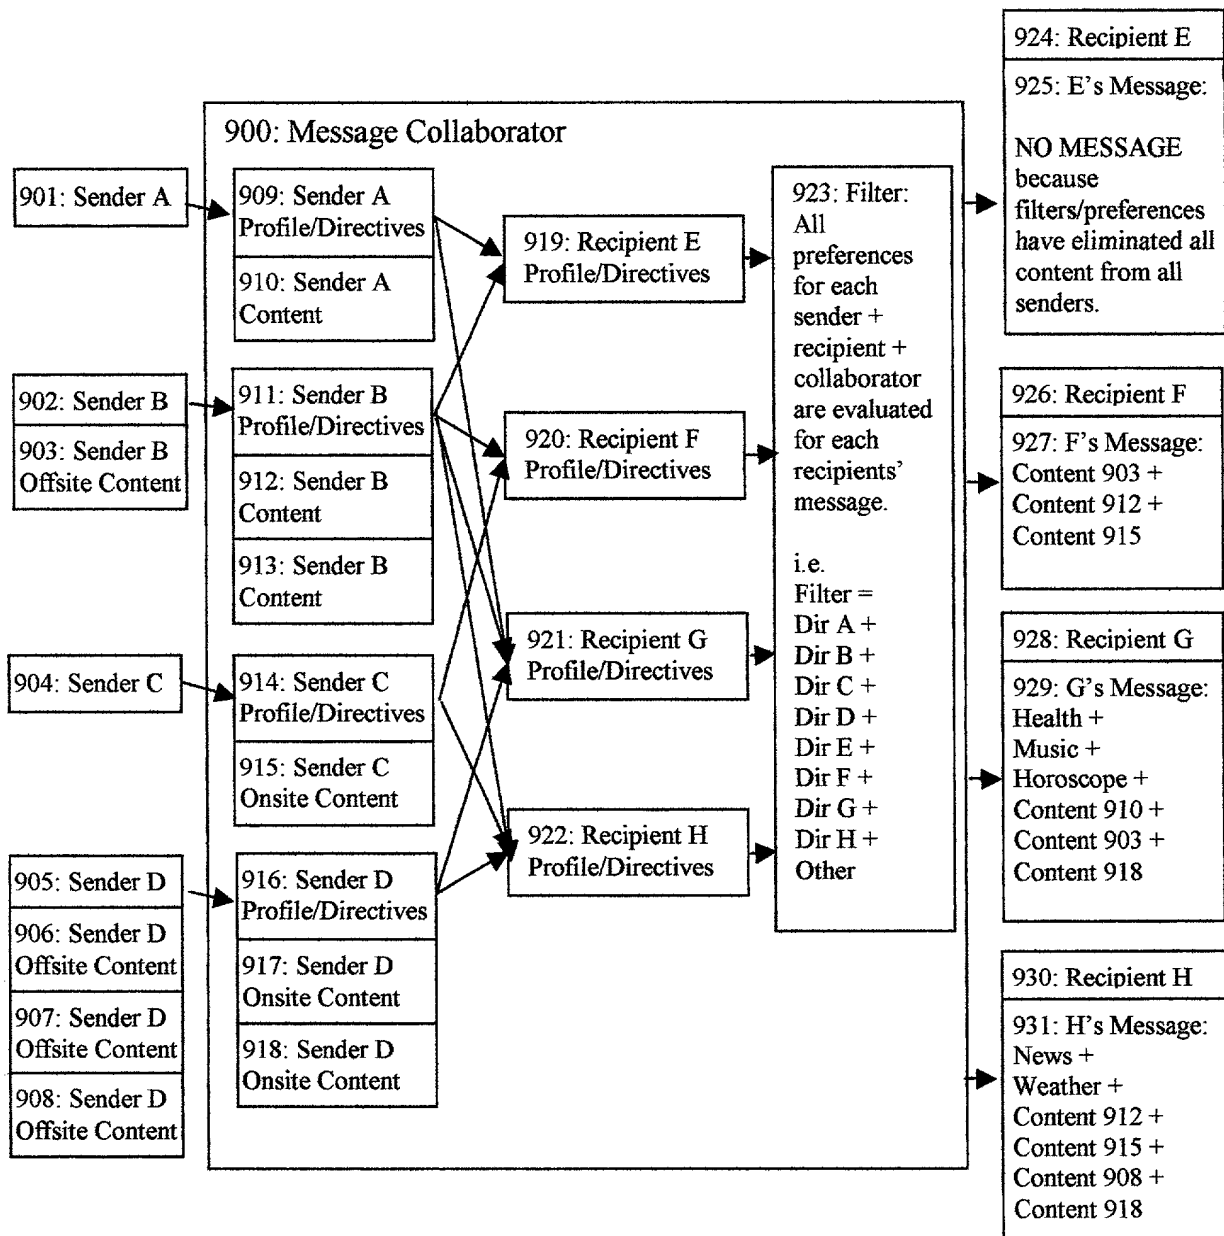 900: Message Collaborator
901: Sender A
902: Sender B
903: Sender B
Offsite Content
904: Sender C
905: Sender D
906: Sender D
Offsite Content
907: Sender D
Offsite Content
908: Sender D
Offsite Content
909: Sender A
Profile/Directives
910: Sender A
Content
911: Sender B
Profile/Directives
912: Sender B
Content
913: Sender B
Content
914: Sender C
Profile/Directives
915: Sender C
Onsite Content
916: Sender D
Profile/Directives
917: Sender D
Onsite Content
918: Sender D
Onsite Content
919: Recipient E
Profile/Directives
920: Recipient F
Profile/Directives
921: Recipient G
Profile/Directives
922: Recipient H
Profile/Directives
923: Filter:
All
preferences
for each
sender +
recipient +
collaborator
are evaluated
for each
recipients’
message.
i.e.
Filter =
Dir A +
Dir B +
Dir C +
Dir D +
Dir E +
Dir F +
Dir G +
Dir H +
Other
924: Recipient E
925: E’s Message:
NO MESSAGE
because
filters/preferences
have eliminated all
content from all
senders.
926: Recipient F
927: F’s Message:
Content 903 +
Content 912 +
Content 915
928: Recipient G
929: G’s Message:
Health +
Music +
Horoscope +
Content 910 +
Content 903 +
Content 918
930: Recipient H
931: H’s Message:
News +
Weather +
Content 912 +
Content 915 +
Content 908 +
Content 918